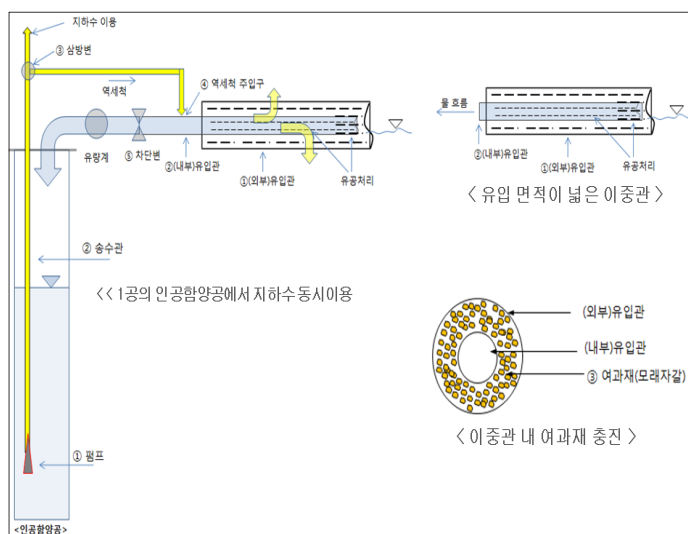 지하수 이용
③ 삼방변
역세척
④ 역세척 주입구
유량계
⑤ 차단변
②(내부)유입관
①(외부)유입관
유공처리
② 송수관
<< 1공의 인공함양공에서 지하수 동시이용
① 펌프
<인공함양공>
물 흐름
②(내부)유입관
①(외부)유입관
유공처리
< 유입 면적이 넓은 이중관 >
(외부)유입관
(내부)유입관
③ 여과재(모래자갈)
< 이중관 내 여과재 충진 >